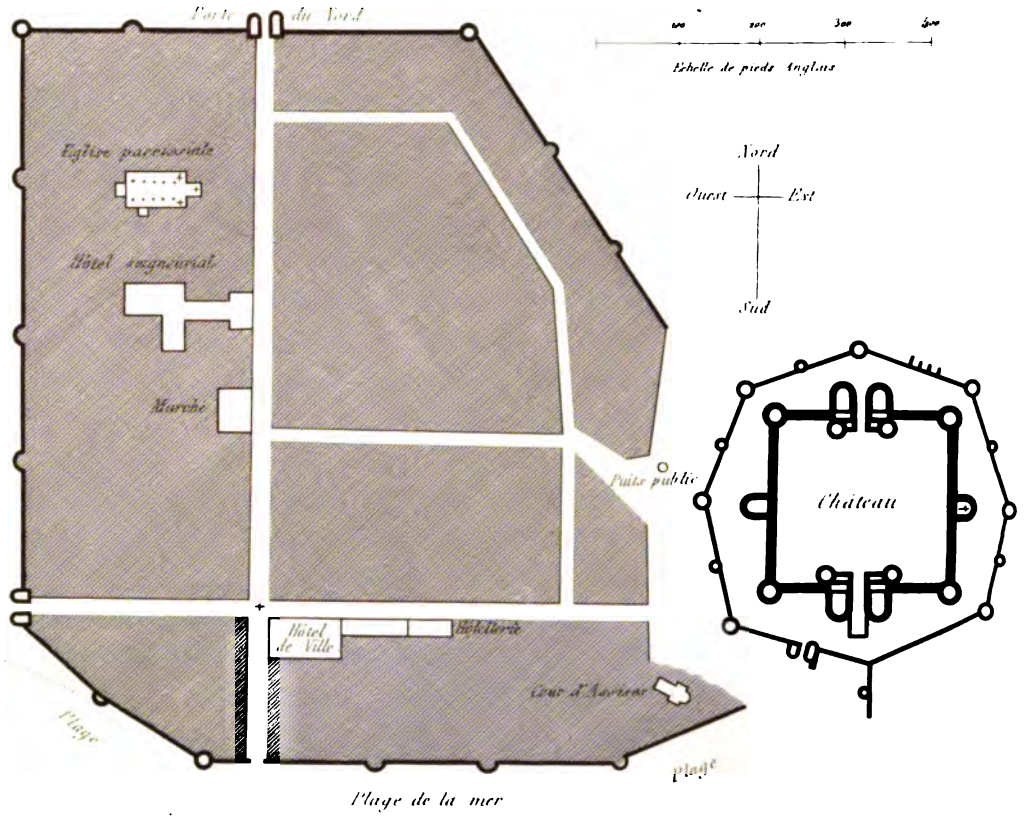 Porte du Nord
100 200 300 400
Echelle de pieds Anglais
Eglise paroissiale
Nord
Ouest Est
Sud
Hôtel seigneurial
Marché
Puits public
Château
Hôtel
de Ville
Hôtellerie
Cour d'Assises
Plage
Plage
Plage de la mer